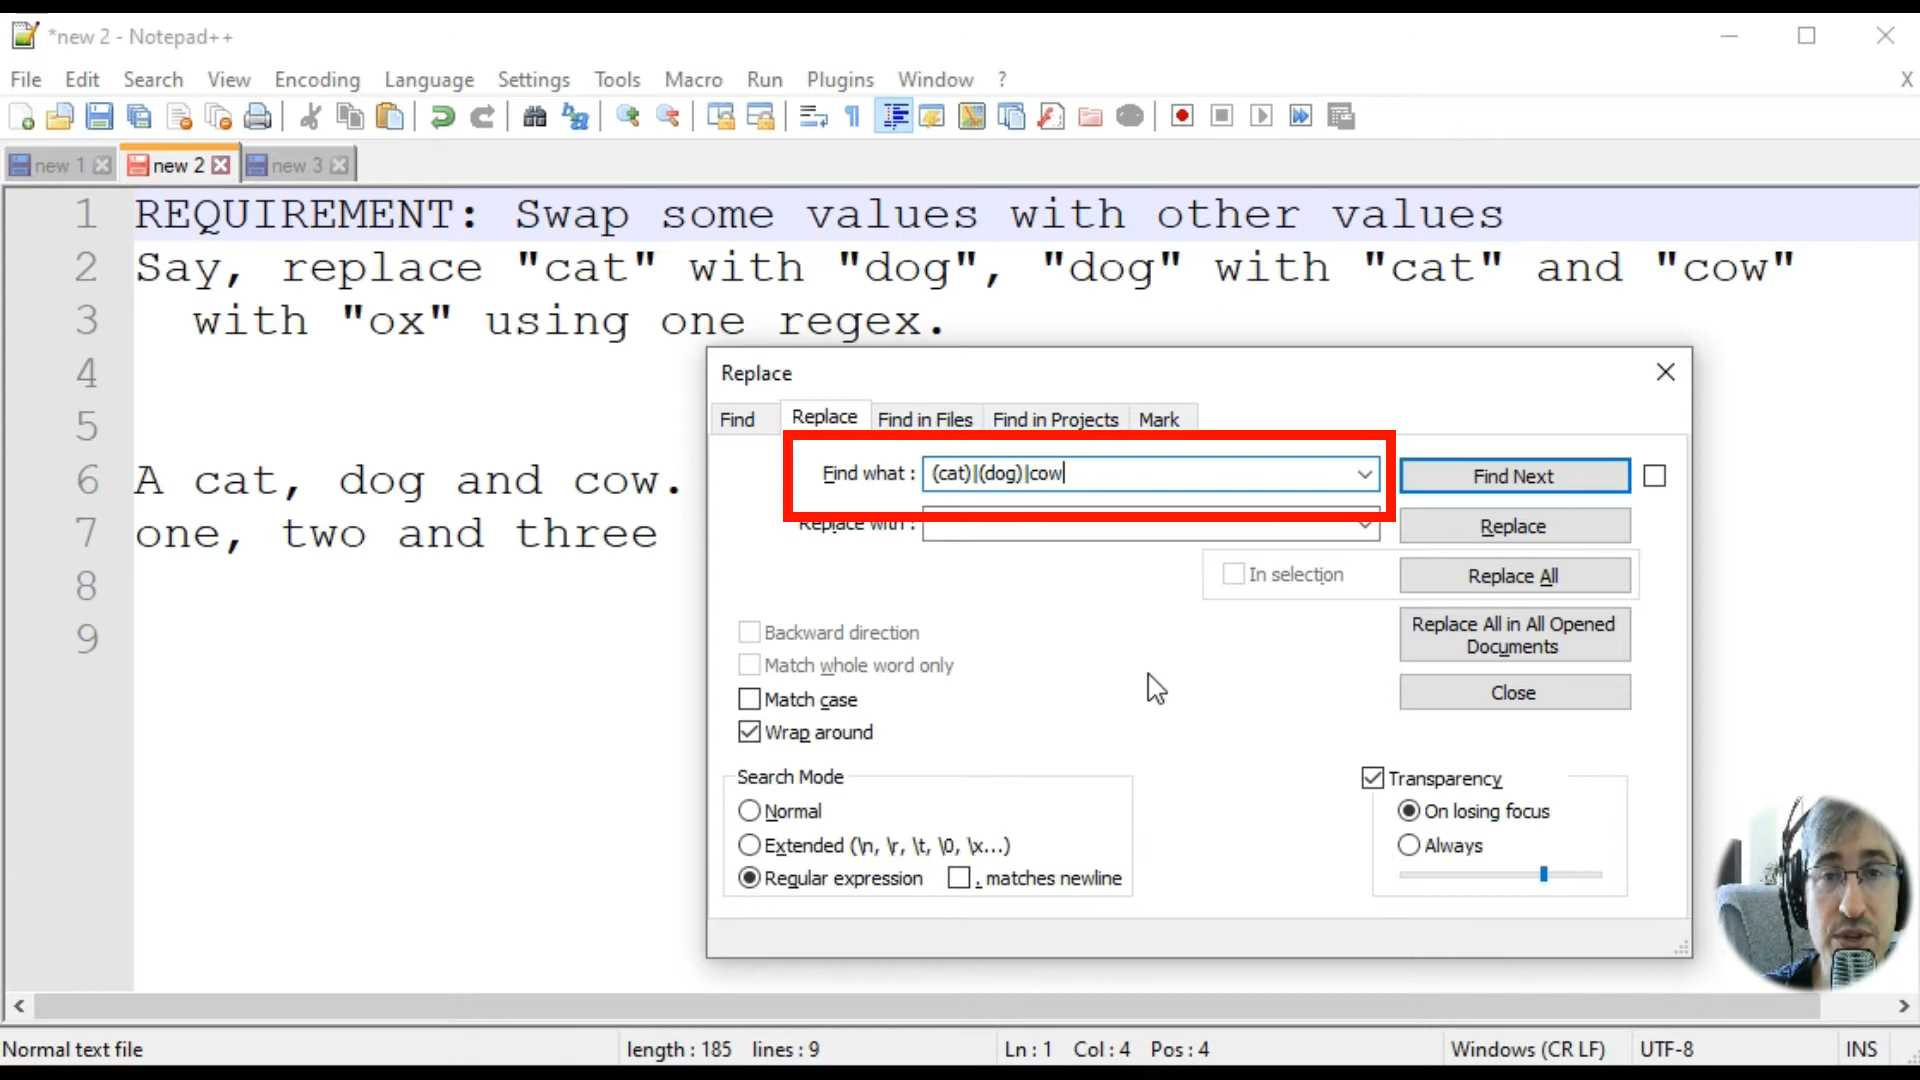 *new 2 - Notepad++
File Edit Search View Encoding Language Settings Tools Macro Run Plugins Window ? X
new 1 new 2 new 3
1 REQUIREMENT: Swap some values with other values
2 Say, replace "cat" with "dog", "dog" with "cat" and "cow"
3 with "ox" using one regex.
4
5
6 A cat, dog and cow.
7 one, two and three
8
9
Replace
Find Replace Find in Files Find in Projects Mark
Find what : (cat)|(dog)|cow Find Next
Replace with : Replace
In selection Replace All
Replace All in All Opened
Documents
Close
Backward direction
Match whole word only
Match case
Wrap around
Search Mode
Normal
Extended (\n, \r, \t, \0, \x...)
Regular expression . matches newline
Transparency
On losing focus
Always
Normal text file length : 185 lines : 9 Ln : 1 Col : 4 Pos : 4 Windows (CR LF) UTF-8 INS